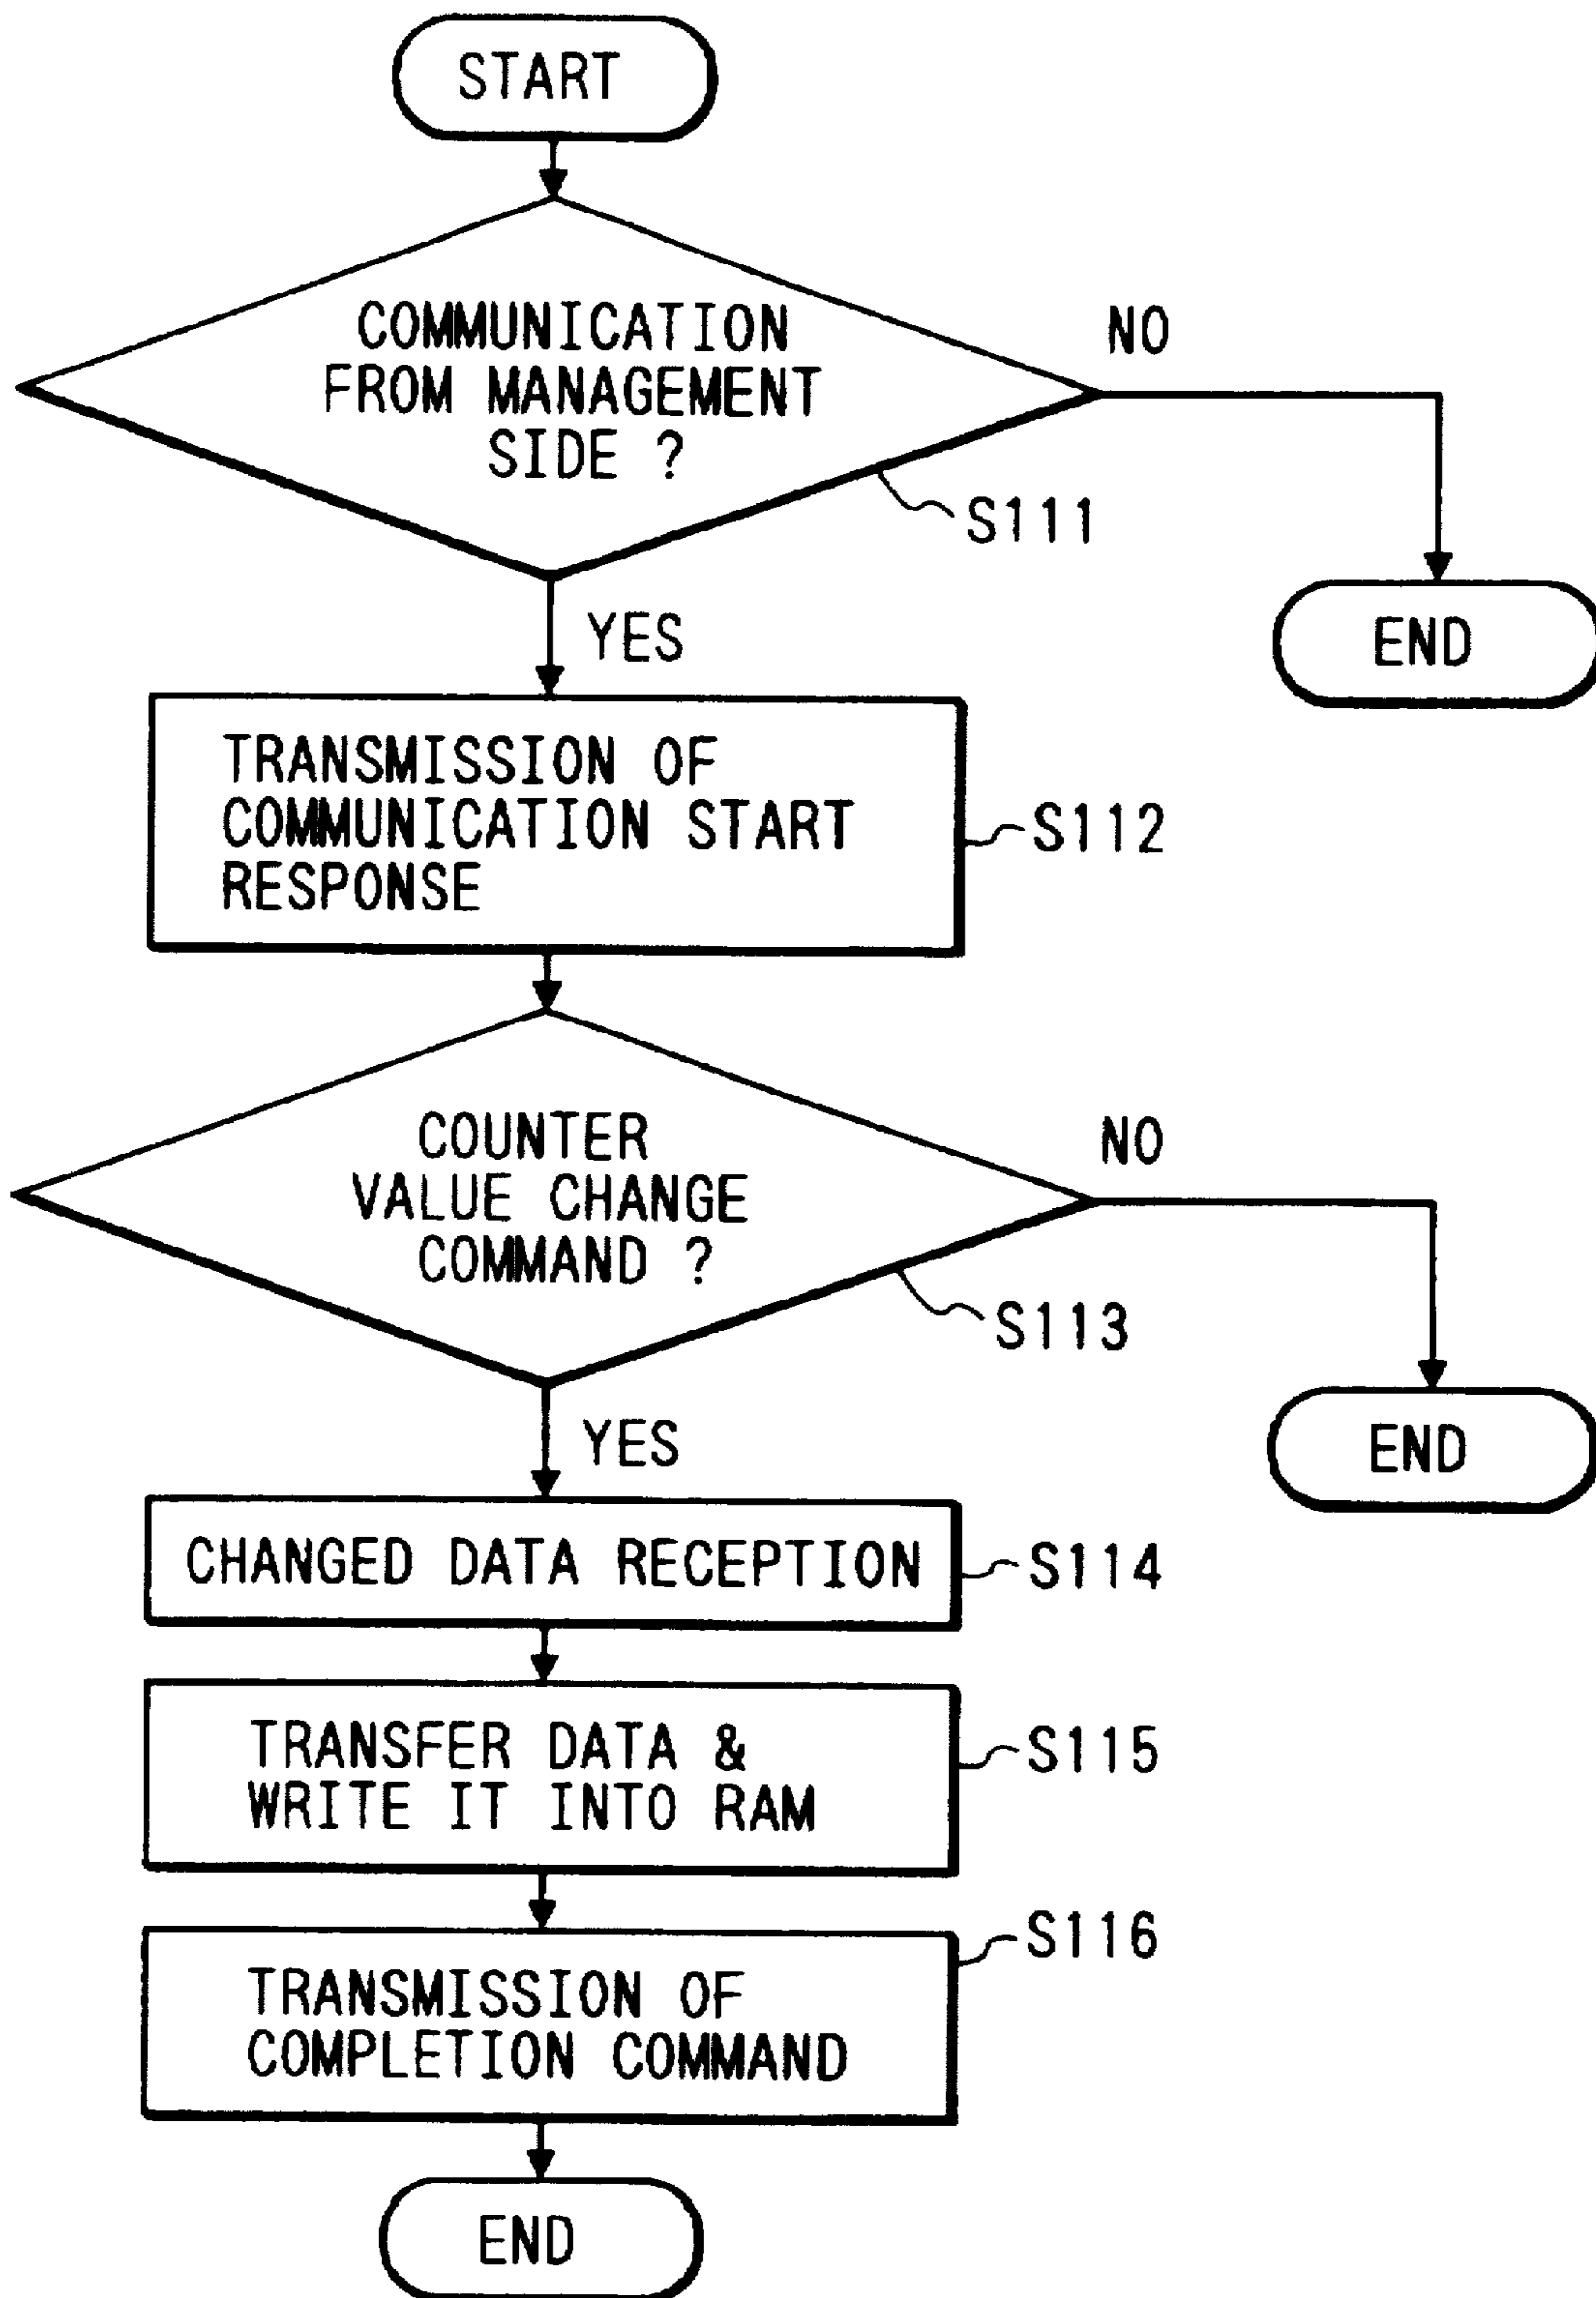 START
COMMUNICATION
FROM MANAGEMENT
SIDE ?
NO
S111
END
YES
TRANSMISSION OF
COMMUNICATION START
RESPONSE
S112
COUNTER
VALUE CHANGE
COMMAND ?
NO
S113
END
YES
CHANGED DATA RECEPTION
S114
TRANSFER DATA &
WRITE IT INTO RAM
S115
TRANSMISSION OF
COMPLETION COMMAND
S116
END